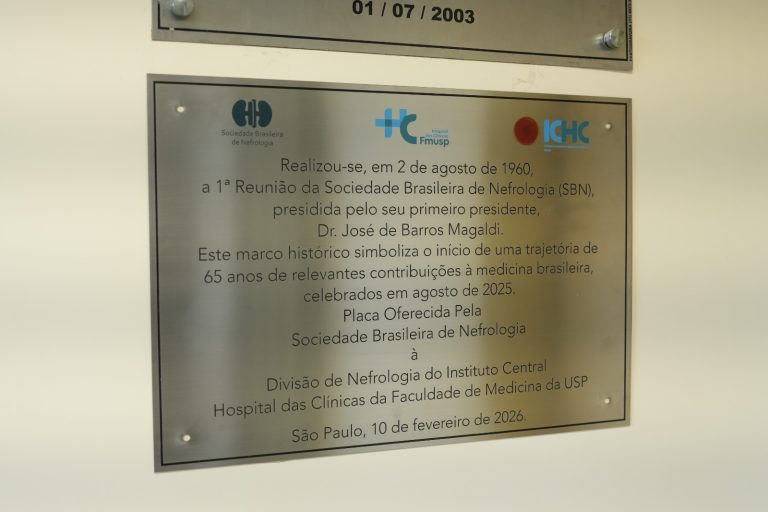 01 / 07 / 2003
Sociedade Brasileira
de Nefrologia
HC
Hospital
das Clínicas
Fmusp
ICHC
Realizou-se, em 2 de agosto de 1960,
a 1ª Reunião da Sociedade Brasileira de Nefrologia (SBN),
presidida pelo seu primeiro presidente,
Dr. José de Barros Magaldi.
Este marco histórico simboliza o início de uma trajetória de
65 anos de relevantes contribuições à medicina brasileira,
celebrados em agosto de 2025.
Placa Oferecida Pela
Sociedade Brasileira de Nefrologia
à
Divisão de Nefrologia do Instituto Central
Hospital das Clínicas da Faculdade de Medicina da USP
São Paulo, 10 de fevereiro de 2026.